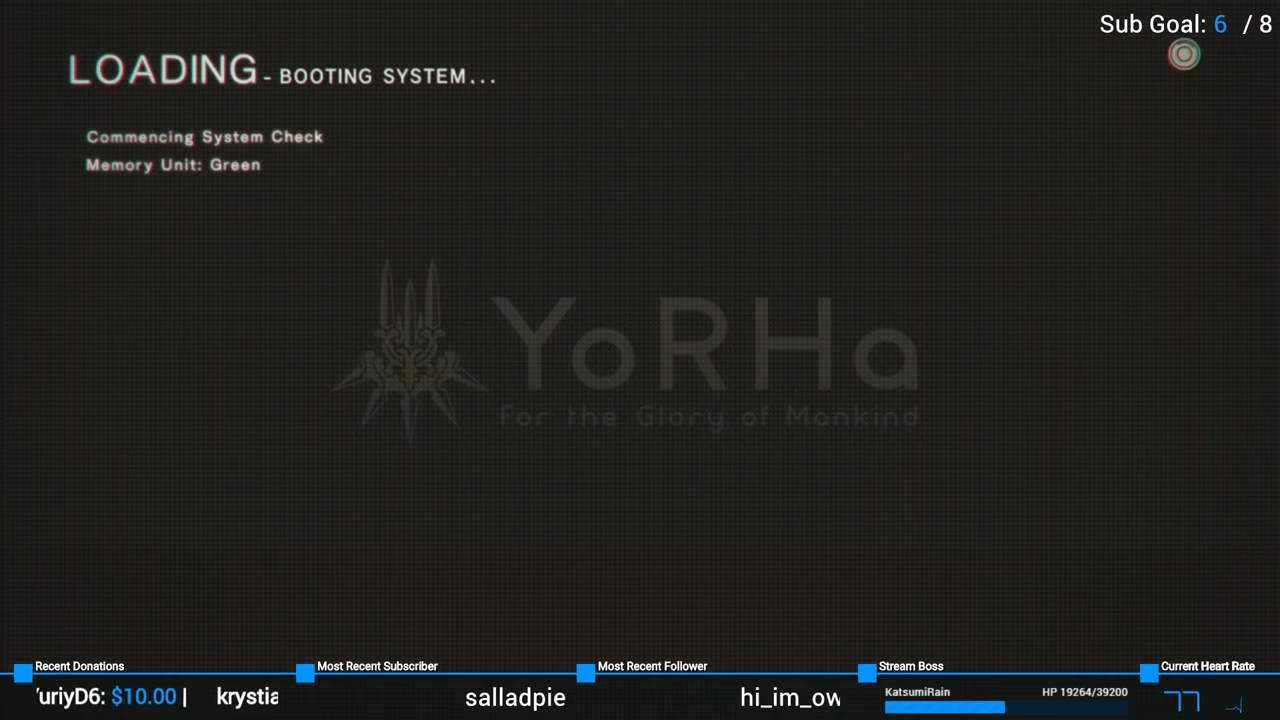 Sub Goal: 6 / 8
LOADING - BOOTING SYSTEM...
Commencing System Check
Memory Unit: Green
YoRHa
For the Glory of Mankind
Recent Donations
Most Recent Subscriber
Most Recent Follower
Stream Boss
Current Heart Rate
uriyD6: $10.00 | krystia
salladpie
hi_im_ow
KatsumiRain
HP 19264/39200